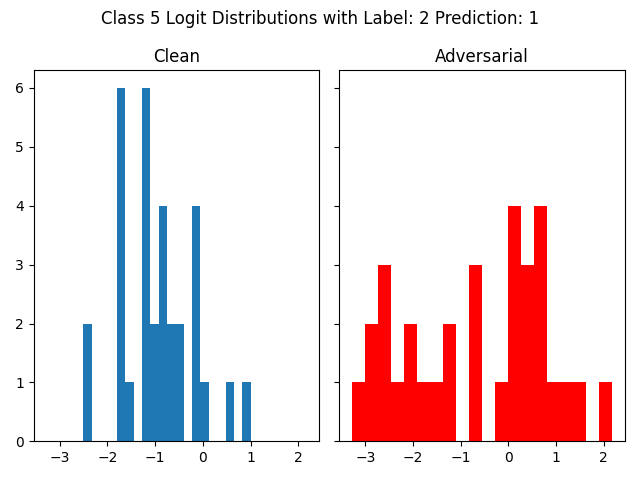 Class 5 Logit Distributions with Label: 2 Prediction: 1
Clean
Adversarial
6
5
4
3
2
1
0
−3 −2 −1 0 1 2
−3 −2 −1 0 1 2